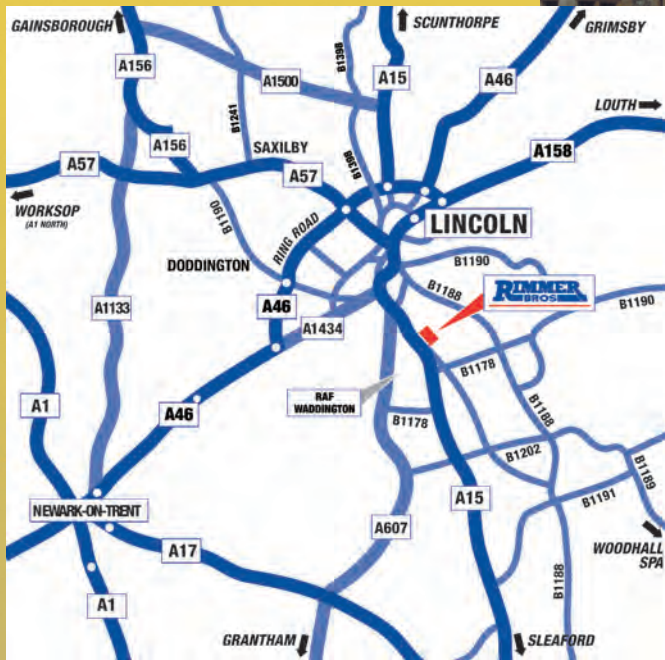 GAINSBOROUGH
SCUNTHORPE
GRIMSBY
A156
A1500
B1241
B1398
A15
A46
LOUTH
A156
SAXILBY
B1398
A158
A57
A57
WORKSOP
(A1 NORTH)
B1190
RING ROAD
LINCOLN
DODDINGTON
B1190
RIMMER
BROS
B1188
B1190
A1133
A46
A1434
B1178
A1
A46
RAF
WADDINGTON
B1178
B1188
B1202
B1189
NEWARK-ON-TRENT
A15
B1191
A607
WOODHALL
SPA
A17
B1188
A1
GRANTHAM
SLEAFORD